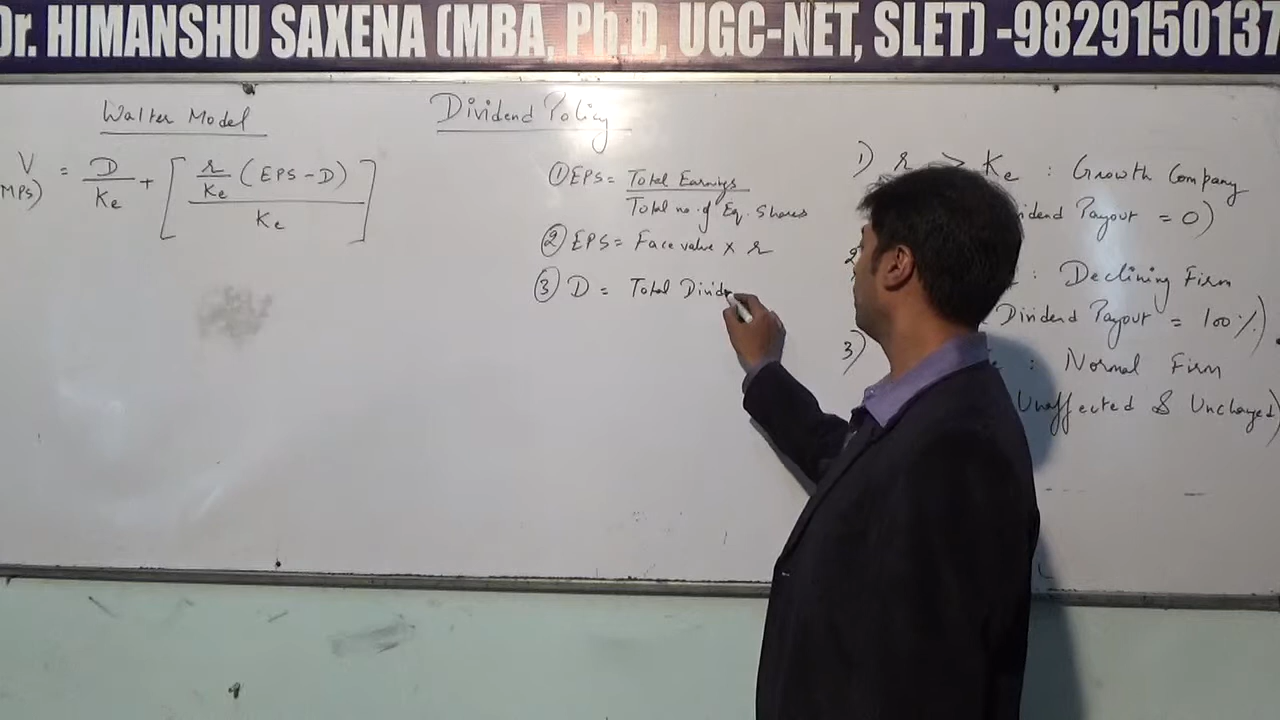 Dr. HIMANSHU SAXENA (MBA, Ph.D, UGC-NET, SLET) -9829150137
Walter Model
V
MPS)
= D/Ke + [ r/Ke (EPS - D) / Ke ]
Dividend Policy
① EPS = Total Earnings
Total no. of Eq. Shares
② EPS = Face value x r
③ D = Total Divide
1) r > Ke : Growth Company
idend Payout = 0)
2
: Declining Firm
(Dividend Payout = 100%)
3)
: Normal Firm
Unaffected & Unchanged)